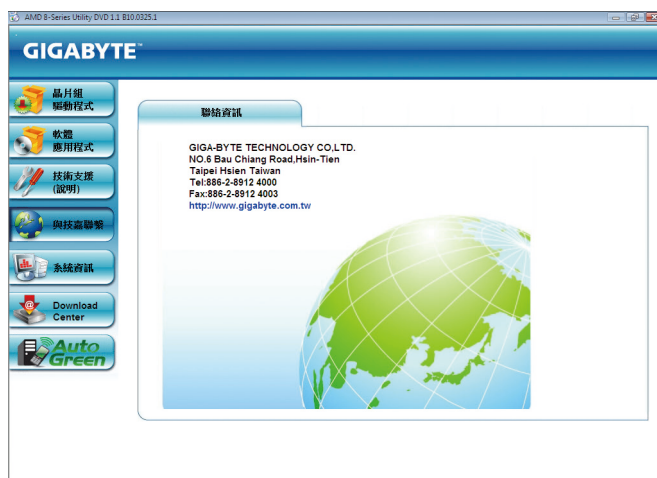 AMD 8-Series Utility DVD 1.1 B10.0325.1
GIGABYTE™
晶片組
驅動程式
軟體
應用程式
技術支援
(說明)
與技嘉聯繫
系統資訊
Download
Center
Auto
Green
聯絡資訊
GIGA-BYTE TECHNOLOGY CO,LTD.
NO.6 Bau Chiang Road,Hsin-Tien
Taipei Hsien Taiwan
Tel:886-2-8912 4000
Fax:886-2-8912 4003
http://www.gigabyte.com.tw